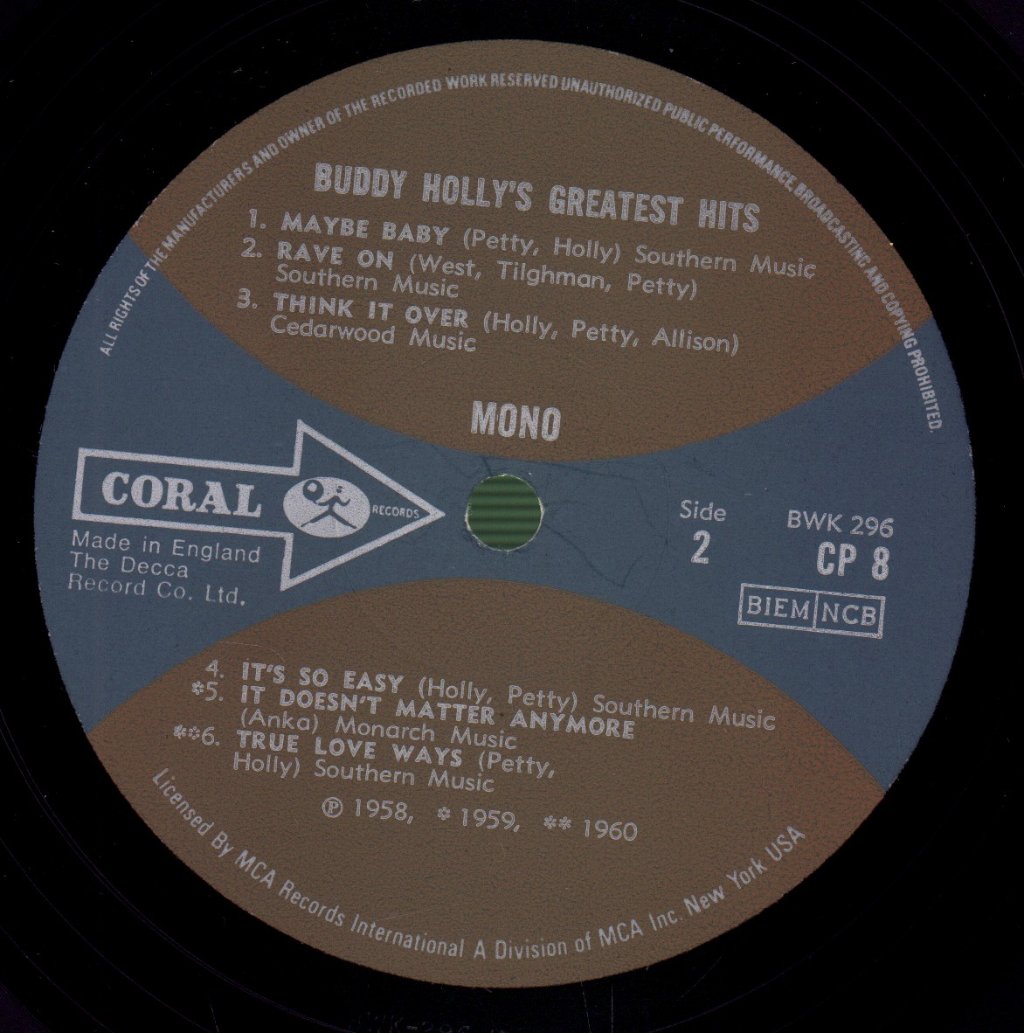 ALL RIGHTS OF THE MANUFACTURERS AND OWNER OF THE RECORDED WORK RESERVED UNAUTHORIZED PUBLIC PERFORMANCE, BROADCASTING AND COPYING PROHIBITED.
BUDDY HOLLY'S GREATEST HITS
1. MAYBE BABY (Petty, Holly) Southern Music
2. RAVE ON (West, Tilghman, Petty)
Southern Music
3. THINK IT OVER (Holly, Petty, Allison)
Cedarwood Music
MONO
CORAL RECORDS
Made in England
The Decca
Record Co. Ltd.
Side
2
BWK 296
CP 8
BIEM NCB
4. IT'S SO EASY (Holly, Petty) Southern Music
*5. IT DOESN'T MATTER ANYMORE
(Anka) Monarch Music
**6. TRUE LOVE WAYS (Petty,
Holly) Southern Music
℗ 1958, * 1959, ** 1960
Licensed By MCA Records International A Division of MCA Inc. New York USA